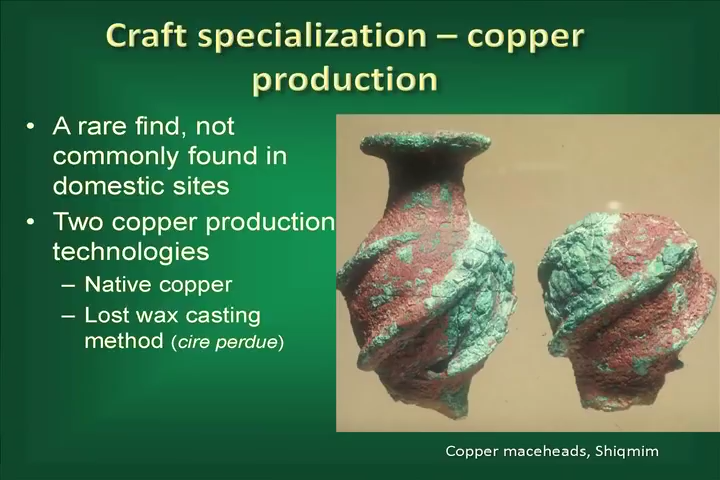 Craft specialization – copper
production
• A rare find, not
commonly found in
domestic sites
• Two copper production
technologies
– Native copper
– Lost wax casting
method (cire perdue)
Copper maceheads, Shiqmim